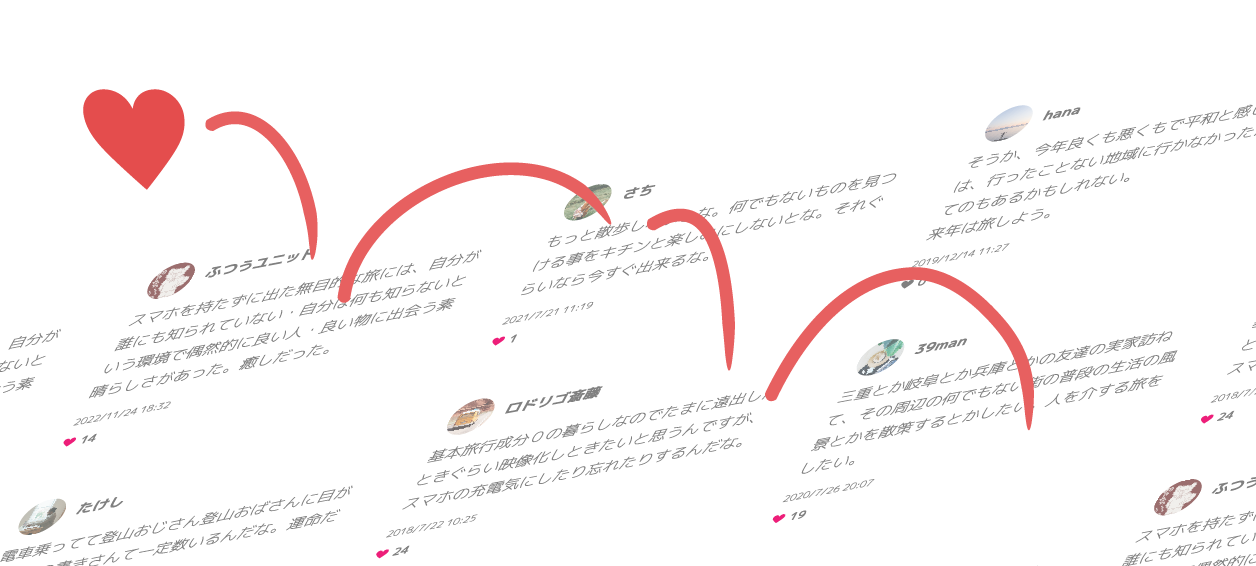 hana
そうか、今年良くも悪くもで平和と感
は、行ったことない地域に行かなかった
てのもあるかもしれない。
来年は旅しよう。
2019/12/14 11:27
さち
もっと散歩し な。何でもないものを見つ
ける事をキチンと楽し にしないとな。それぐ
らいなら今すぐ出来るな。
2021/7/21 11:19
1
ふつうユニット
スマホを持たずに出た無目的な旅には、自分が
誰にも知られていない・自分は何も知らないと
いう環境で偶然的に良い人・良い物に出会う素
晴らしさがあった。癒しだった。
2022/11/24 18:32
14
自分が
ないと
う素
39man
三重とか岐阜とか兵庫とかの友達の実家訪ね
て、その周辺の何でもない街の普段の生活の風
景とかを散策するとかしたい 人を介する旅を
したい。
2020/7/26 20:07
19
ロドリゴ斎藤
基本旅行成分0の暮らしなのでたまに遠出し
ときぐらい映像化しときたいと思うんですが、
スマホの充電気にしたり忘れたりするんだな。
2018/7/22 10:25
24
たけし
電車乗ってて登山おじさん登山おばさんに目が
きさんて一定数いるんだな。運命だ
スマ
2018/7/
24
ふつう
スマホを持たずに
誰にも知られてい